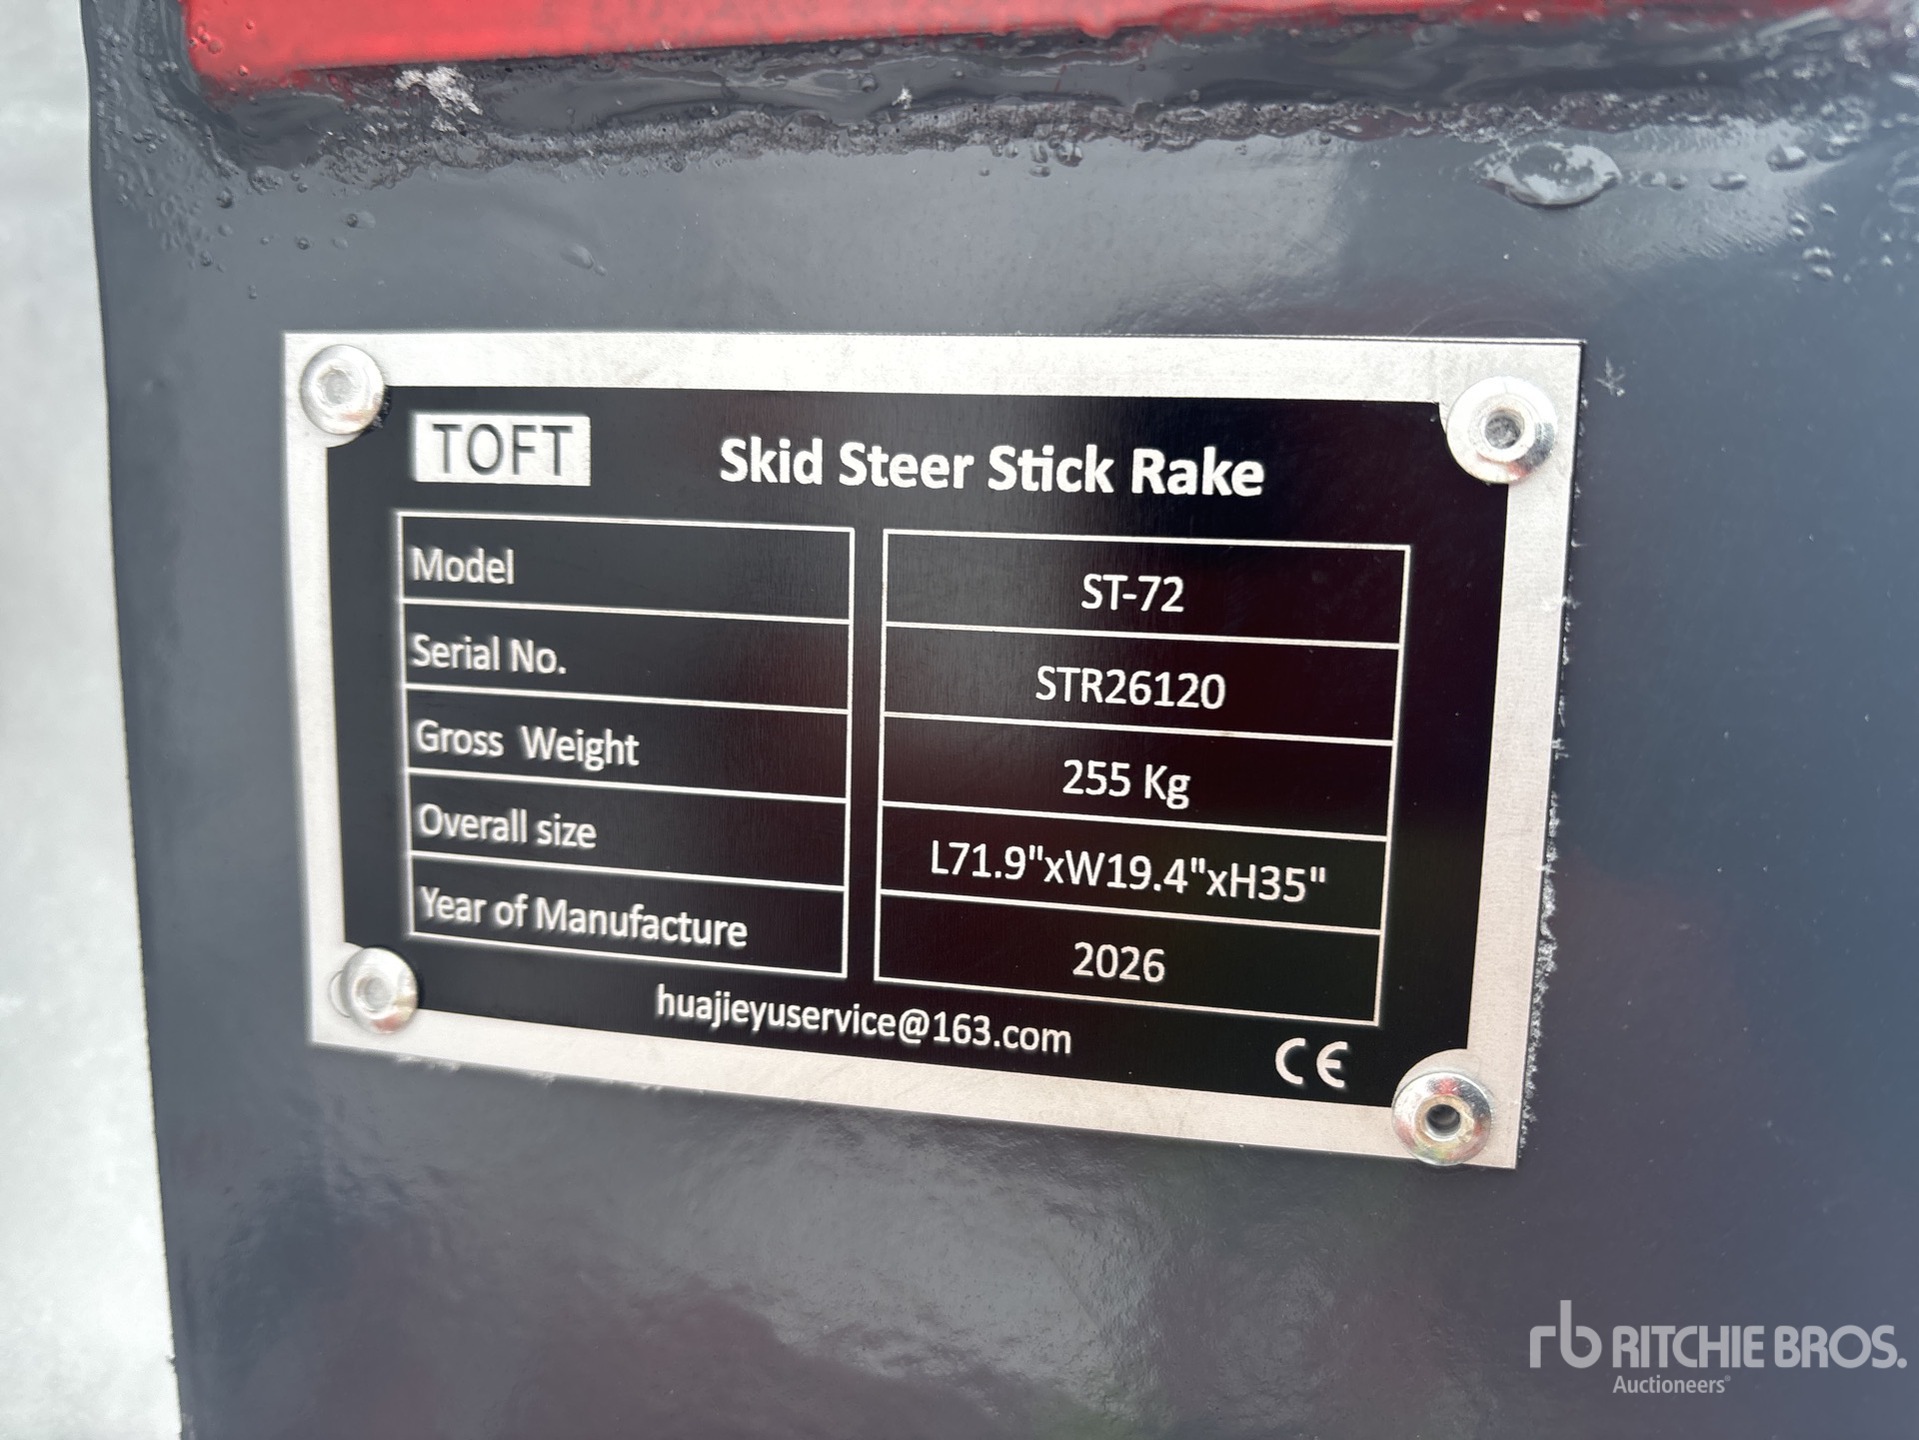 TOFT
Skid Steer Stick Rake
Model ST-72
Serial No. STR26120
Gross Weight 255 Kg
Overall size L71.9"xW19.4"xH35"
Year of Manufacture 2026
huajieyuservice@163.com
CE
rb RITCHIE BROS.
Auctioneers®